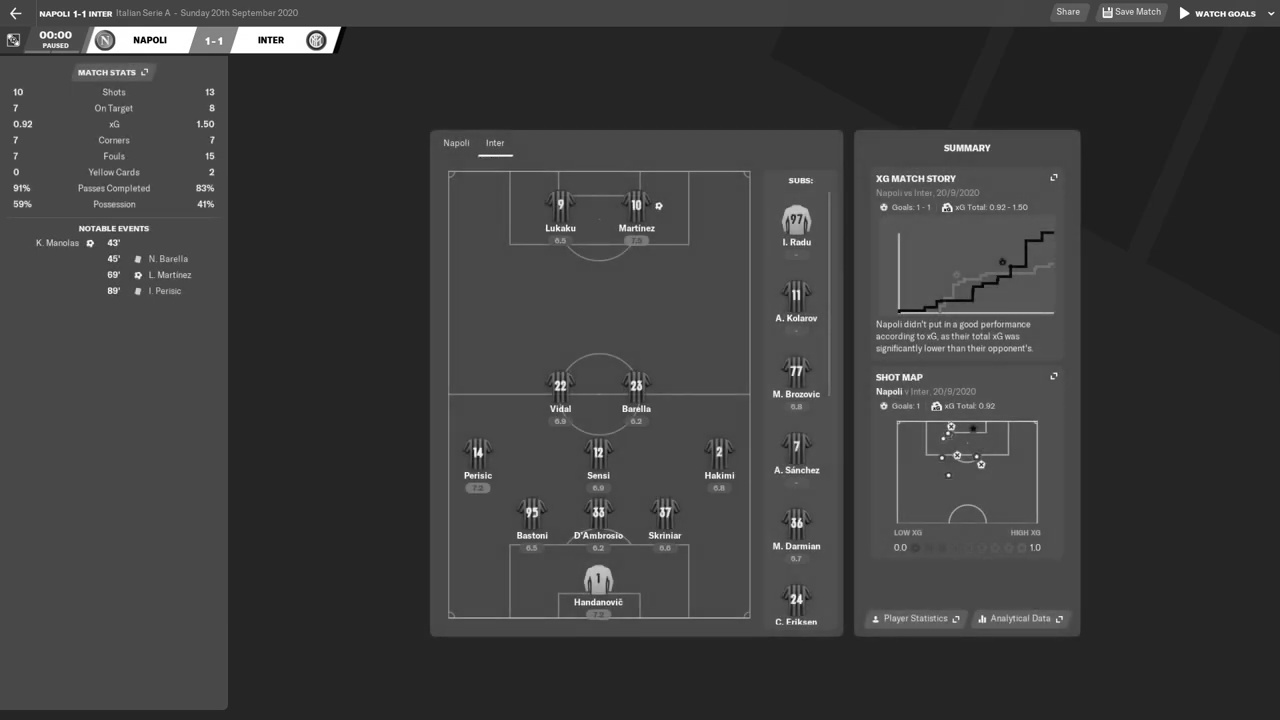 NAPOLI 1-1 INTER Italian Serie A - Sunday 20th September 2020
Share Save Match WATCH GOALS
00:00 PAUSED N NAPOLI 1-1 INTER
MATCH STATS
10 Shots 13
7 On Target 8
0.92 xG 1.50
7 Corners 7
7 Fouls 15
0 Yellow Cards 2
91% Passes Completed 83%
59% Possession 41%
NOTABLE EVENTS
K. Manolas 43'
45' N. Barella
69' L. Martínez
89' I. Perisic
Napoli Inter
9 10
Lukaku Martínez
6.5 7.5
22 23
Vidal Barella
6.9 6.2
14 12 2
Perisic Sensi Hakimi
7.3 6.9 6.8
95 33 37
Bastoni D'Ambrosio Skriniar
6.5 6.2 6.6
1
Handanovič
SUBS:
97
I. Radu
-
11
A. Kolarov
-
77
M. Brozovic
6.8
7
A. Sánchez
-
36
M. Darmian
6.7
24
C. Eriksen
SUMMARY
XG MATCH STORY
Napoli vs Inter, 20/9/2020
Goals: 1 - 1 xG Total: 0.92 - 1.50
Napoli didn't put in a good performance
according to xG, as their total xG was
significantly lower than their opponent's.
SHOT MAP
Napoli v Inter, 20/9/2020
Goals: 1 xG Total: 0.92
LOW XG HIGH XG
0.0 1.0
Player Statistics Analytical Data